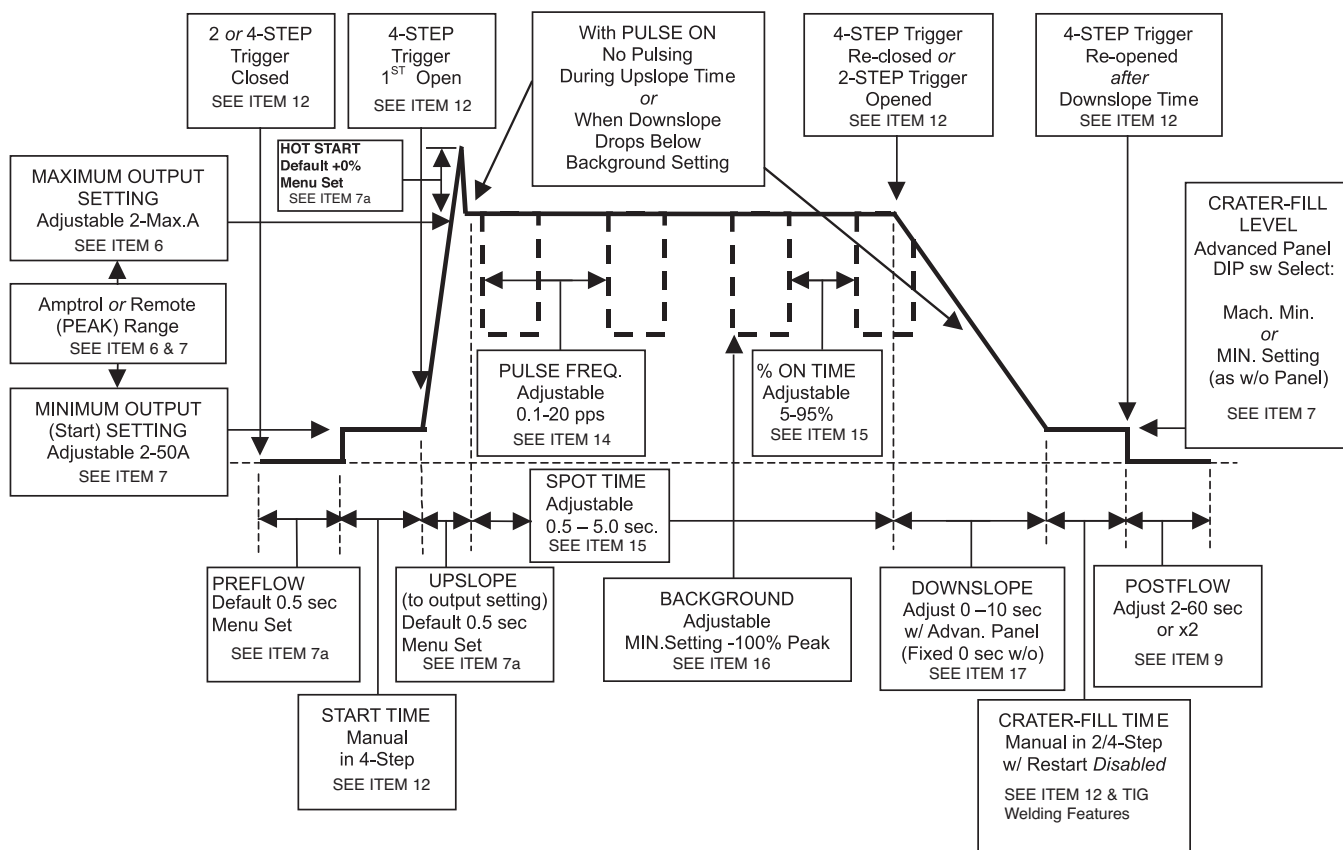 2 or 4-STEP
Trigger
Closed
SEE ITEM 12
4-STEP
Trigger
1ST Open
SEE ITEM 12
With PULSE ON
No Pulsing
During Upslope Time
or
When Downslope
Drops Below
Background Setting
4-STEP Trigger
Re-closed or
2-STEP Trigger
Opened
SEE ITEM 12
4-STEP Trigger
Re-opened
after
Downslope Time
SEE ITEM 12
HOT START
Default +0%
Menu Set
SEE ITEM 7a
MAXIMUM OUTPUT
SETTING
Adjustable 2-Max.A
SEE ITEM 6
Amptrol or Remote
(PEAK) Range
SEE ITEM 6 & 7
MINIMUM OUTPUT
(Start) SETTING
Adjustable 2-50A
SEE ITEM 7
CRATER-FILL
LEVEL
Advanced Panel
DIP sw Select:
Mach. Min.
or
MIN. Setting
(as w/o Panel)
SEE ITEM 7
PULSE FREQ.
Adjustable
0.1-20 pps
SEE ITEM 14
% ON TIME
Adjustable
5-95%
SEE ITEM 15
SPOT TIME
Adjustable
0.5 – 5.0 sec.
SEE ITEM 15
PREFLOW
Default 0.5 sec
Menu Set
SEE ITEM 7a
UPSLOPE
(to output setting)
Default 0.5 sec
Menu Set
SEE ITEM 7a
BACKGROUND
Adjustable
MIN.Setting -100% Peak
SEE ITEM 16
DOWNSLOPE
Adjust 0 –10 sec
w/ Advan. Panel
(Fixed 0 sec w/o)
SEE ITEM 17
POSTFLOW
Adjust 2-60 sec
or x2
SEE ITEM 9
START TIME
Manual
in 4-Step
SEE ITEM 12
CRATER-FILL TIME
Manual in 2/4-Step
w/ Restart Disabled
SEE ITEM 12 & TIG
Welding Features